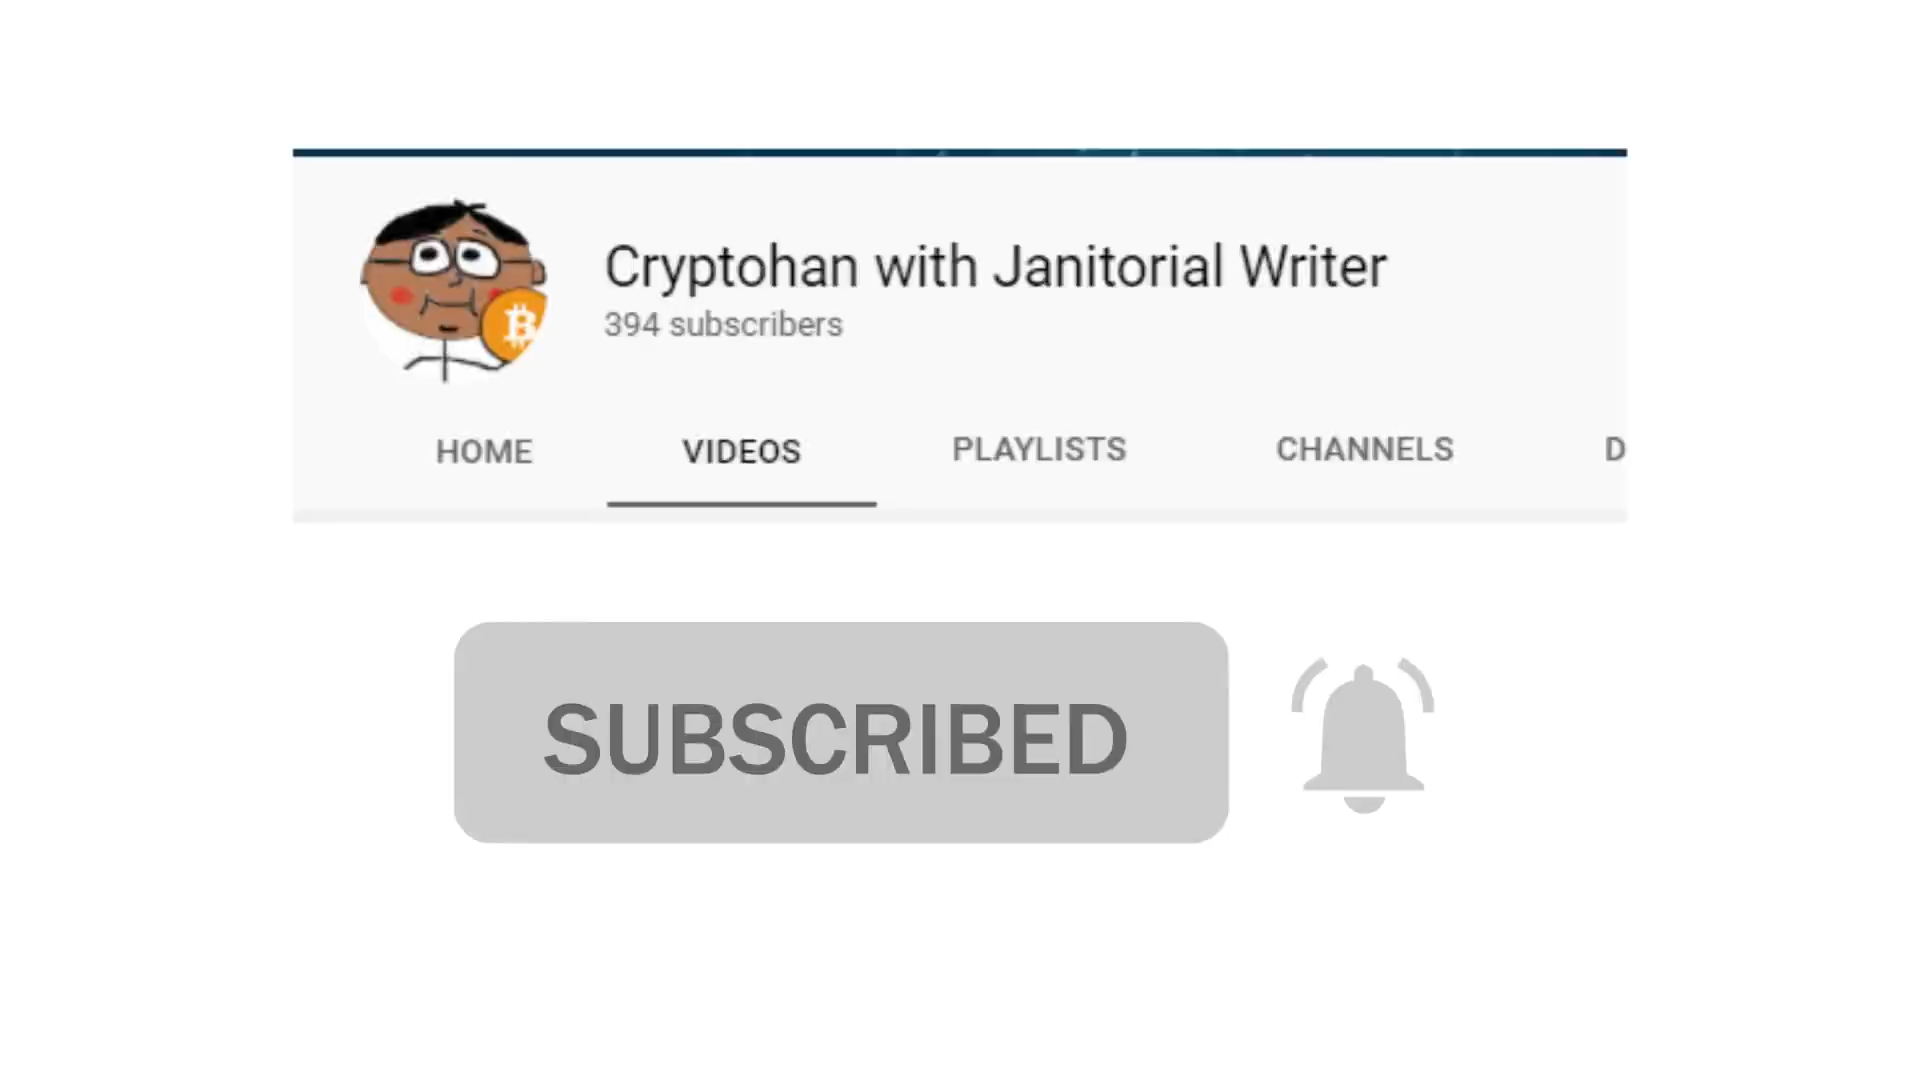 Cryptohan with Janitorial Writer
394 subscribers
HOME VIDEOS PLAYLISTS CHANNELS D
SUBSCRIBED